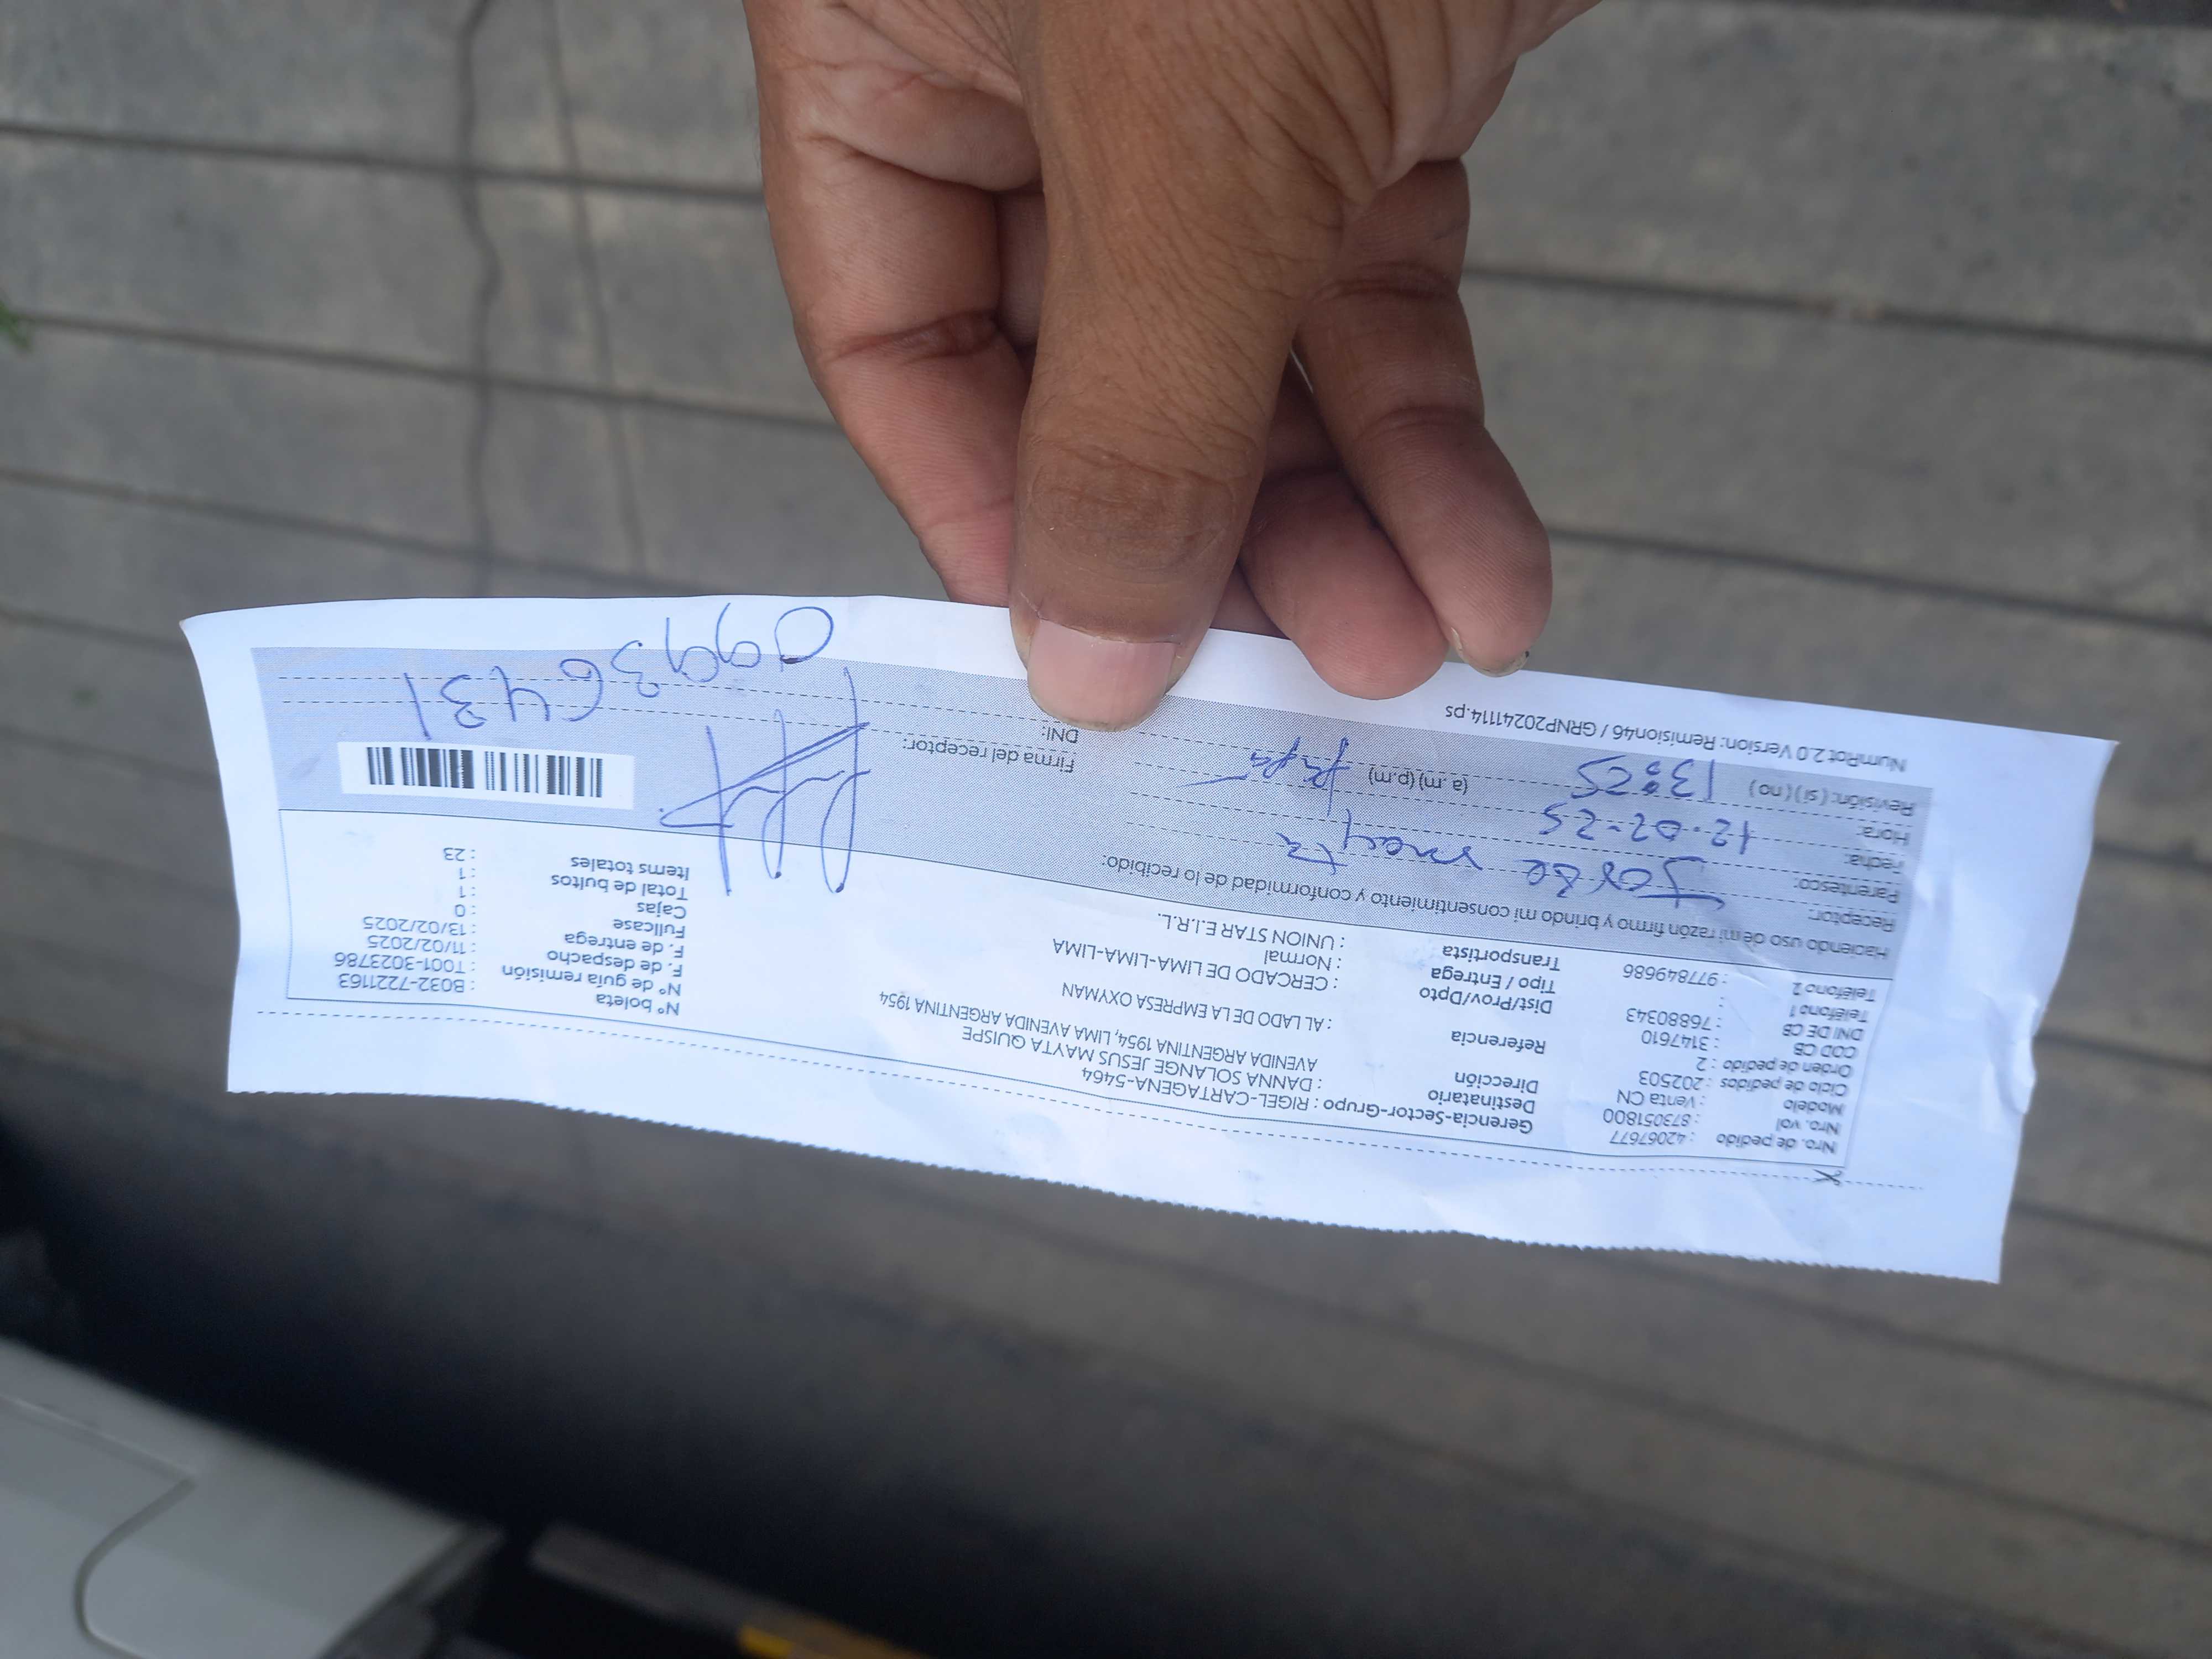 Nro. de pedido : 42067677
Nro. vol : 873051800
Modelo : Venta CN
Ciclo de pedidos : 202503
Orden de pedido : 2
COD CB : 3147610
DNI DE CB : 76880343
Teléfono 1 :
Teléfono 2 : 977849686
Gerencia-Sector-Grupo : RIGEL-CARTAGENA-5464
Destinatario : DANNA SOLANGE JESUS MAYTA QUISPE
Dirección AVENIDA ARGENTINA 1954, LIMA AVENIDA ARGENTINA 1954
Referencia : AL LADO DE LA EMPRESA OXYMAN
Dist/Prov/Dpto : CERCADO DE LIMA-LIMA-LIMA
Tipo / Entrega : Normal
Transportista : UNION STAR E.I.R.L.
Nº boleta : B032-7221163
Nº de guía remisión : T001-3023786
F. de despacho : 11/02/2025
F. de entrega : 13/02/2025
Fullcase : 0
Cajas : 1
Total de bultos : 1
Items totales : 23
Haciendo uso de mi razón firmo y brindo mi consentimiento y conformidad de lo recibido:
Receptor: Jorge mayta
Parentesco:
Fecha: 12.02-25 papa
Hora: 13:25 (a.m) (p.m)
Revisión: ( sí ) ( no )
Firma del receptor:
DNI: 09936431
NumRot 2.0 Version: Remision46 / GRNP20241114.ps